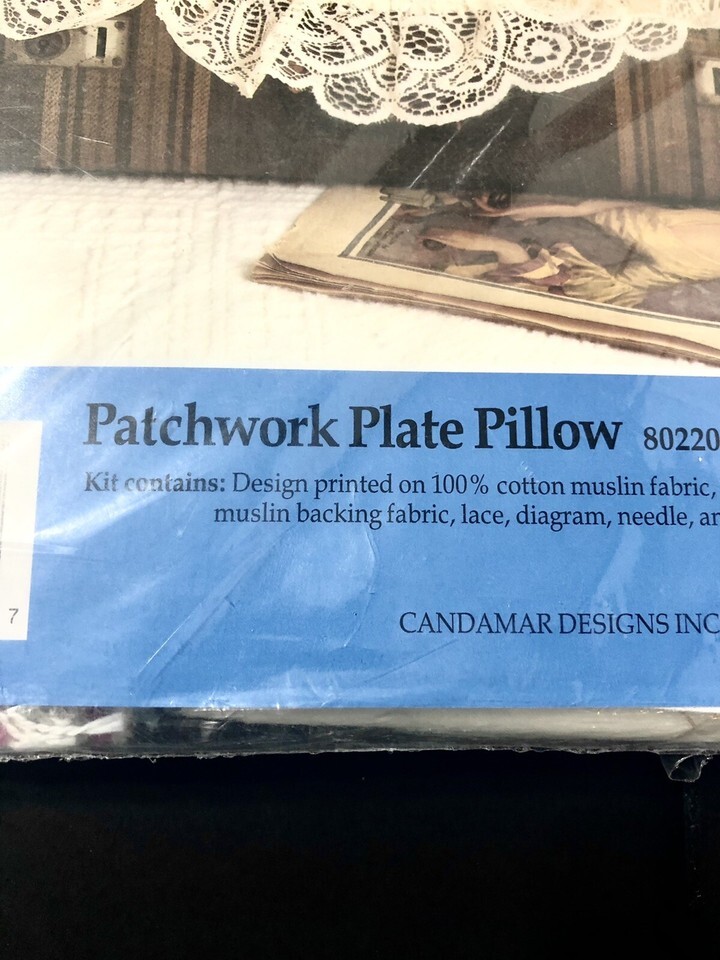 Patchwork Plate Pillow 80220
Kit contains: Design printed on 100% cotton muslin fabric,
muslin backing fabric, lace, diagram, needle, an
CANDAMAR DESIGNS INC
7